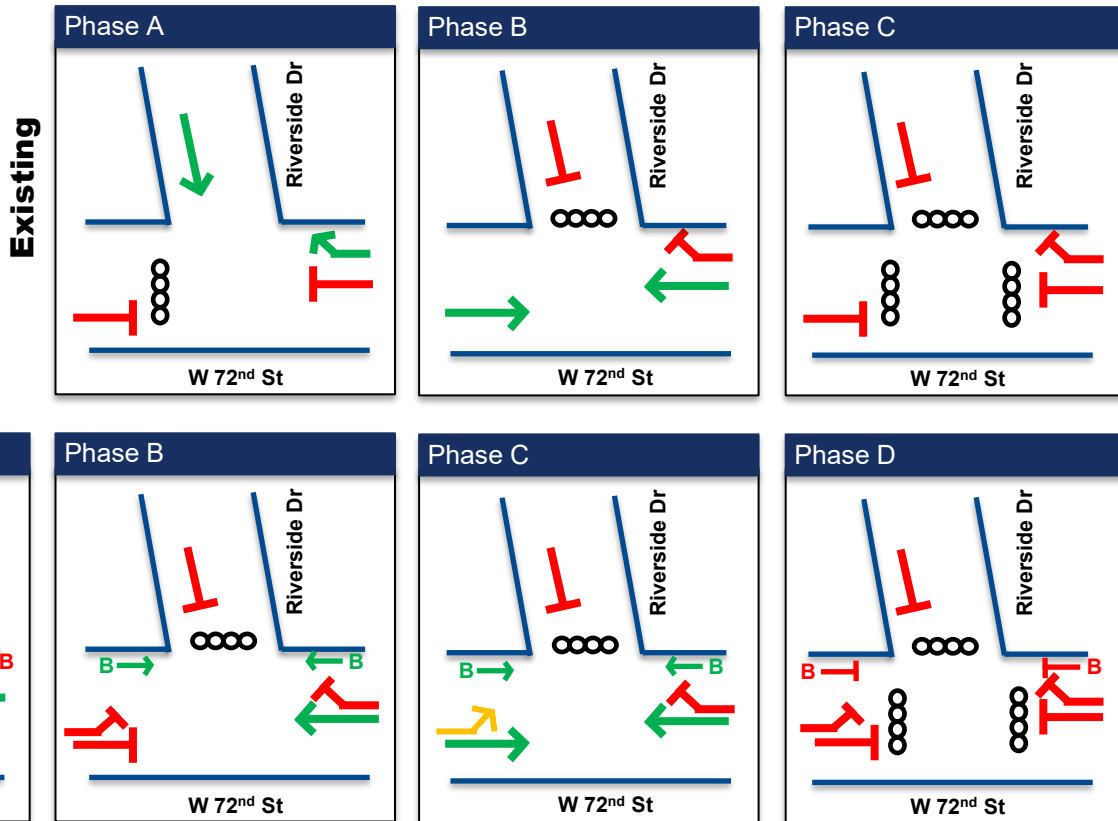 Existing
Phase A
Riverside Dr
W 72nd St
Phase B
Riverside Dr
W 72nd St
Phase C
Riverside Dr
W 72nd St
B
Phase B
Riverside Dr
B
B
W 72nd St
Phase C
Riverside Dr
B
B
W 72nd St
Phase D
Riverside Dr
B
B
W 72nd St